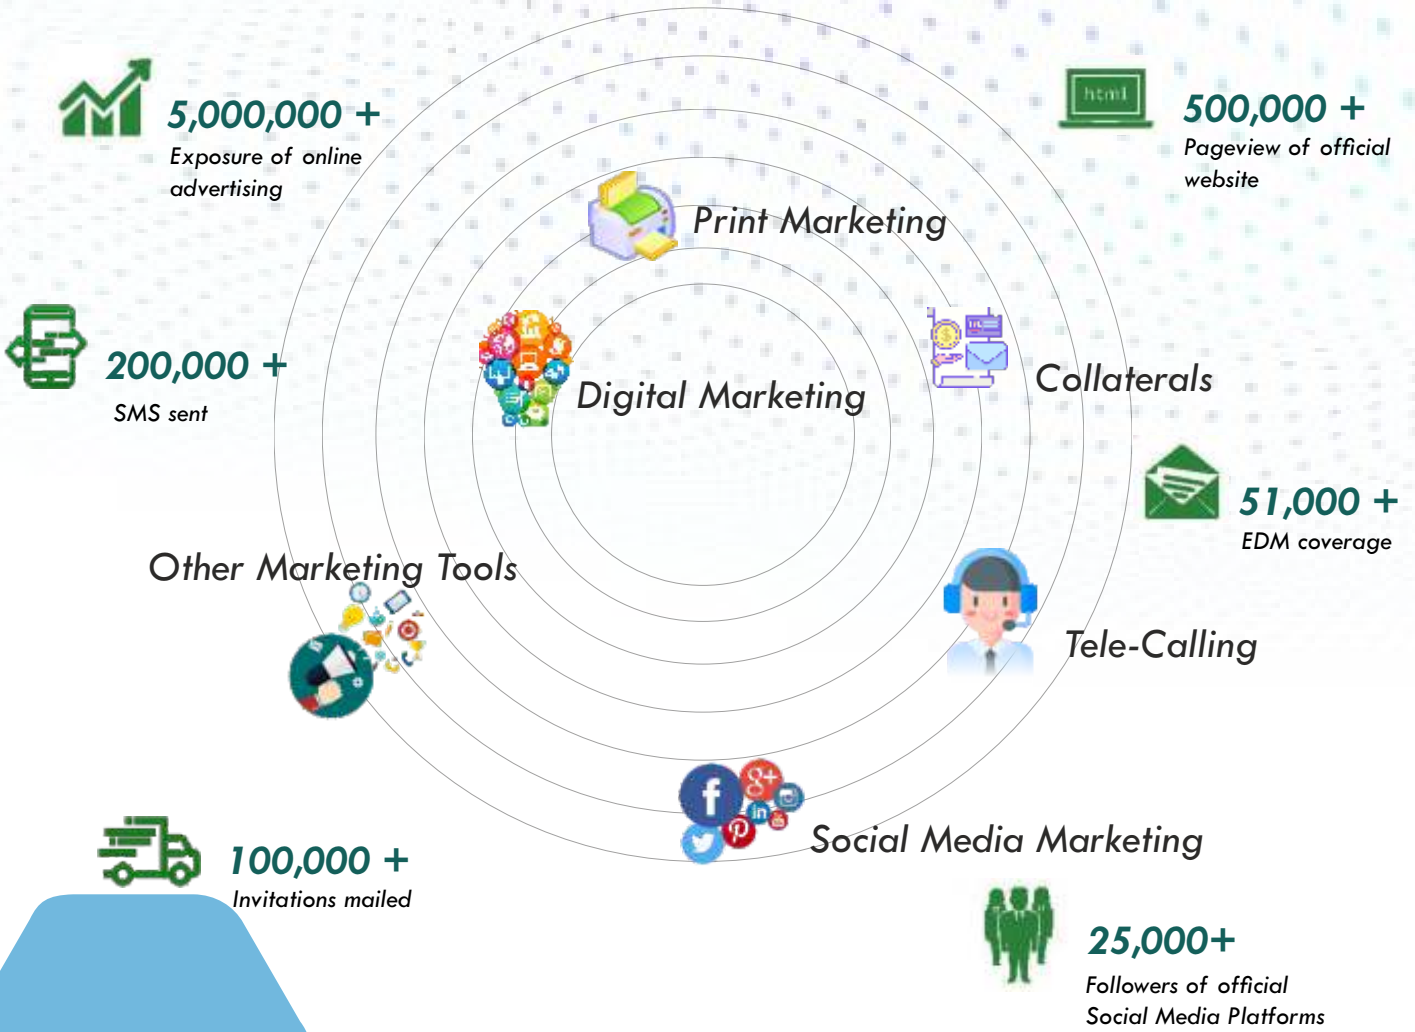 5,000,000 +
Exposure of online
advertising
html
500,000 +
Pageview of official
website
Print Marketing
200,000 +
SMS sent
Digital Marketing
Collaterals
51,000 +
EDM coverage
Other Marketing Tools
Tele-Calling
f
g+
in
Social Media Marketing
100,000 +
Invitations mailed
25,000+
Followers of official
Social Media Platforms